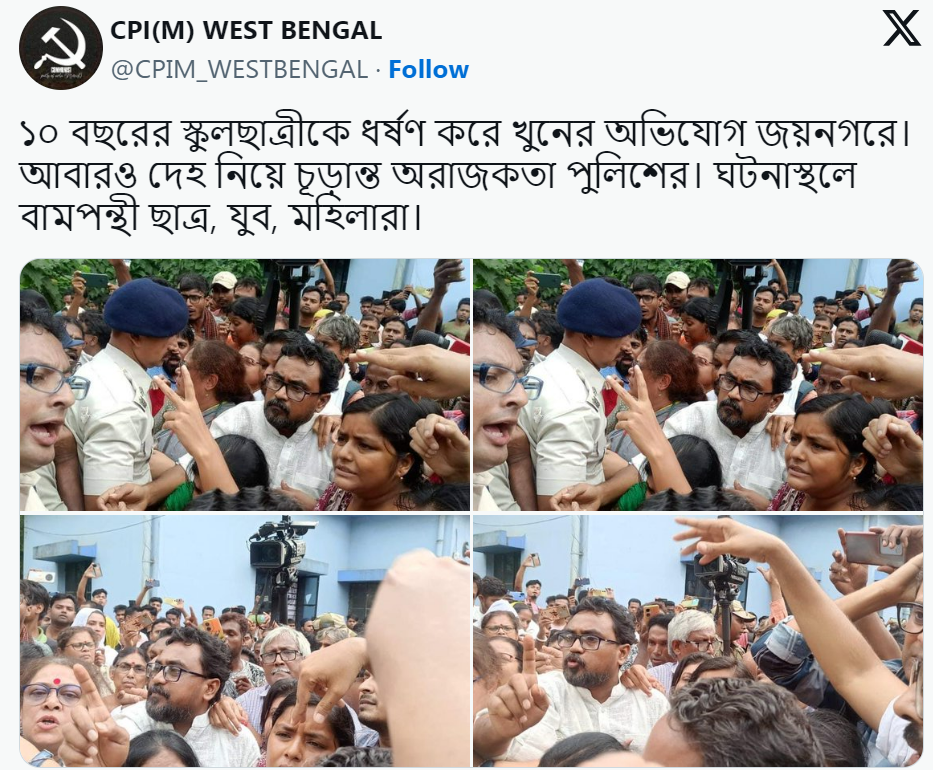 CPI(M) WEST BENGAL
@CPIM_WESTBENGAL · Follow
১০ বছরের স্কুলছাত্রীকে ধর্ষণ করে খুনের অভিযোগ জয়নগরে।
আবারও দেহ নিয়ে চূড়ান্ত অরাজকতা পুলিশের। ঘটনাস্থলে
বামপন্থী ছাত্র, যুব, মহিলারা।